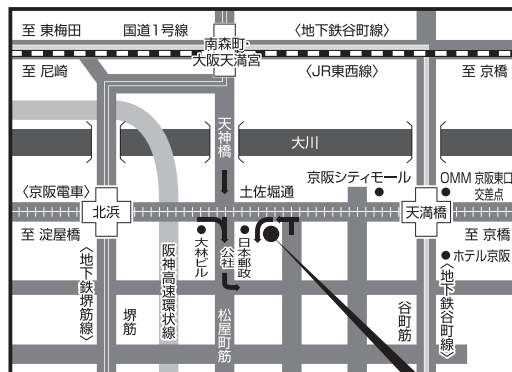 至 東梅田
国道1号線
〈地下鉄谷町線〉
南森町・
大阪天満宮
至 尼崎
〈JR東西線〉
至 京橋
天神橋
大川
京阪シティモール
OMM 京阪東口
交差点
〈京阪電車〉
土佐堀通
北浜
天満橋
至 淀屋橋
至 京橋
大林ビル
公社
日本郵政
ホテル京阪
〈地下鉄堺筋線〉
堺筋
阪神高速環状線
松屋町筋
谷町筋
〈地下鉄谷町線〉